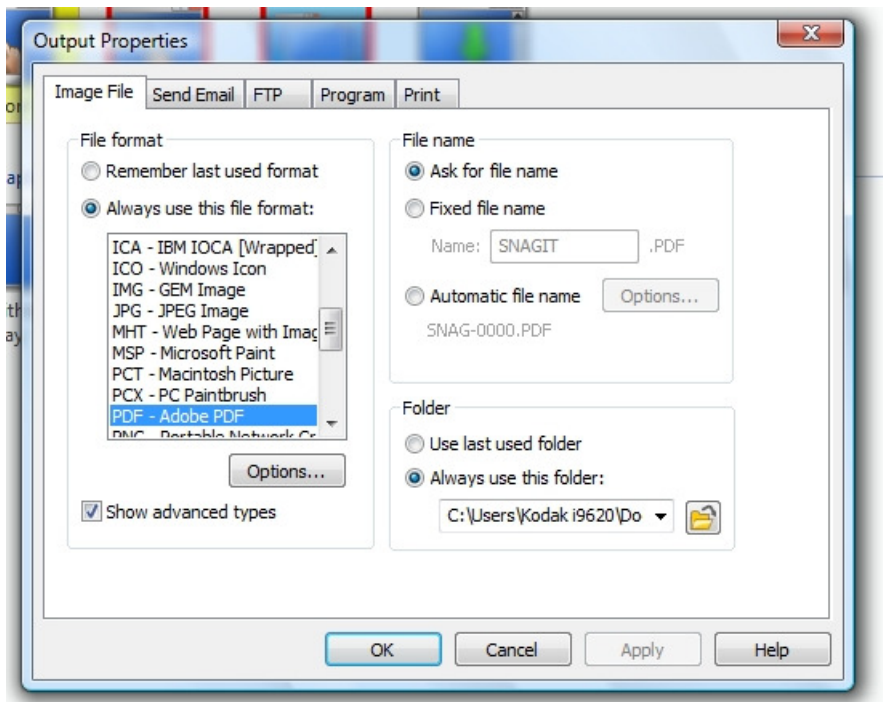 Output Properties
Image File
Send Email
FTP
Program
Print
File format
Remember last used format
Always use this file format:
ICA - IBM IOCA [Wrapped]
ICO - Windows Icon
IMG - GEM Image
JPG - JPEG Image
MHT - Web Page with Imag
MSP - Microsoft Paint
PCT - Macintosh Picture
PCX - PC Paintbrush
PDF - Adobe PDF
PNG - Portable Network Gr
Options...
Show advanced types
File name
Ask for file name
Fixed file name
Name: SNAGIT .PDF
Automatic file name Options...
SNAG-0000.PDF
Folder
Use last used folder
Always use this folder:
C:\Users\Kodak i9620\Do
OK
Cancel
Apply
Help